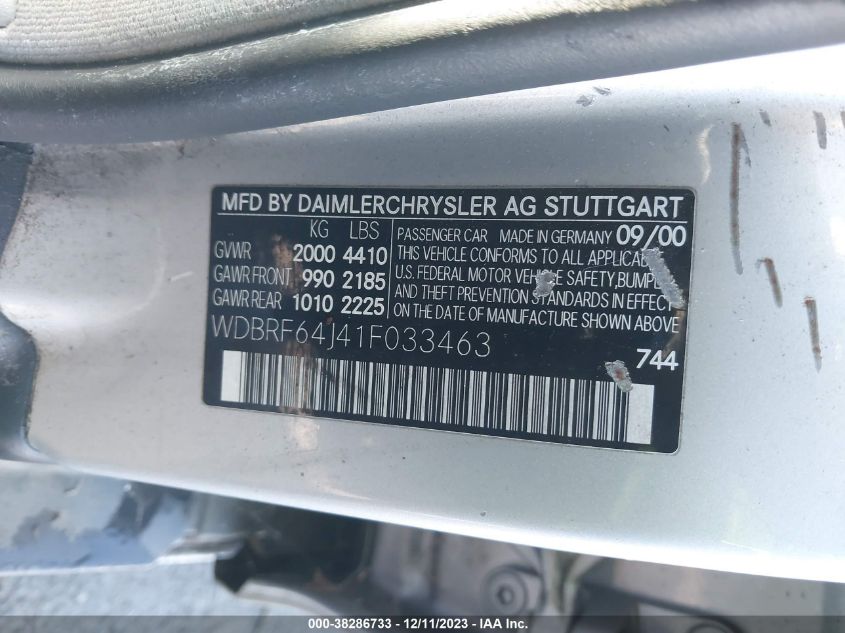 MFD BY DAIMLERCHRYSLER AG STUTTGART
KG LBS
GVWR 2000 4410
GAWR FRONT 990 2185
GAWR REAR 1010 2225
PASSENGER CAR MADE IN GERMANY 09/00
THIS VEHICLE CONFORMS TO ALL APPLICABLE
U.S. FEDERAL MOTOR VEHICLE SAFETY, BUMPER
AND THEFT PREVENTION STANDARDS IN EFFECT
ON THE DATE OF MANUFACTURE SHOWN ABOVE
WDBRF64J41F033463
744
000-38286733 - 12/11/2023 - IAA Inc.